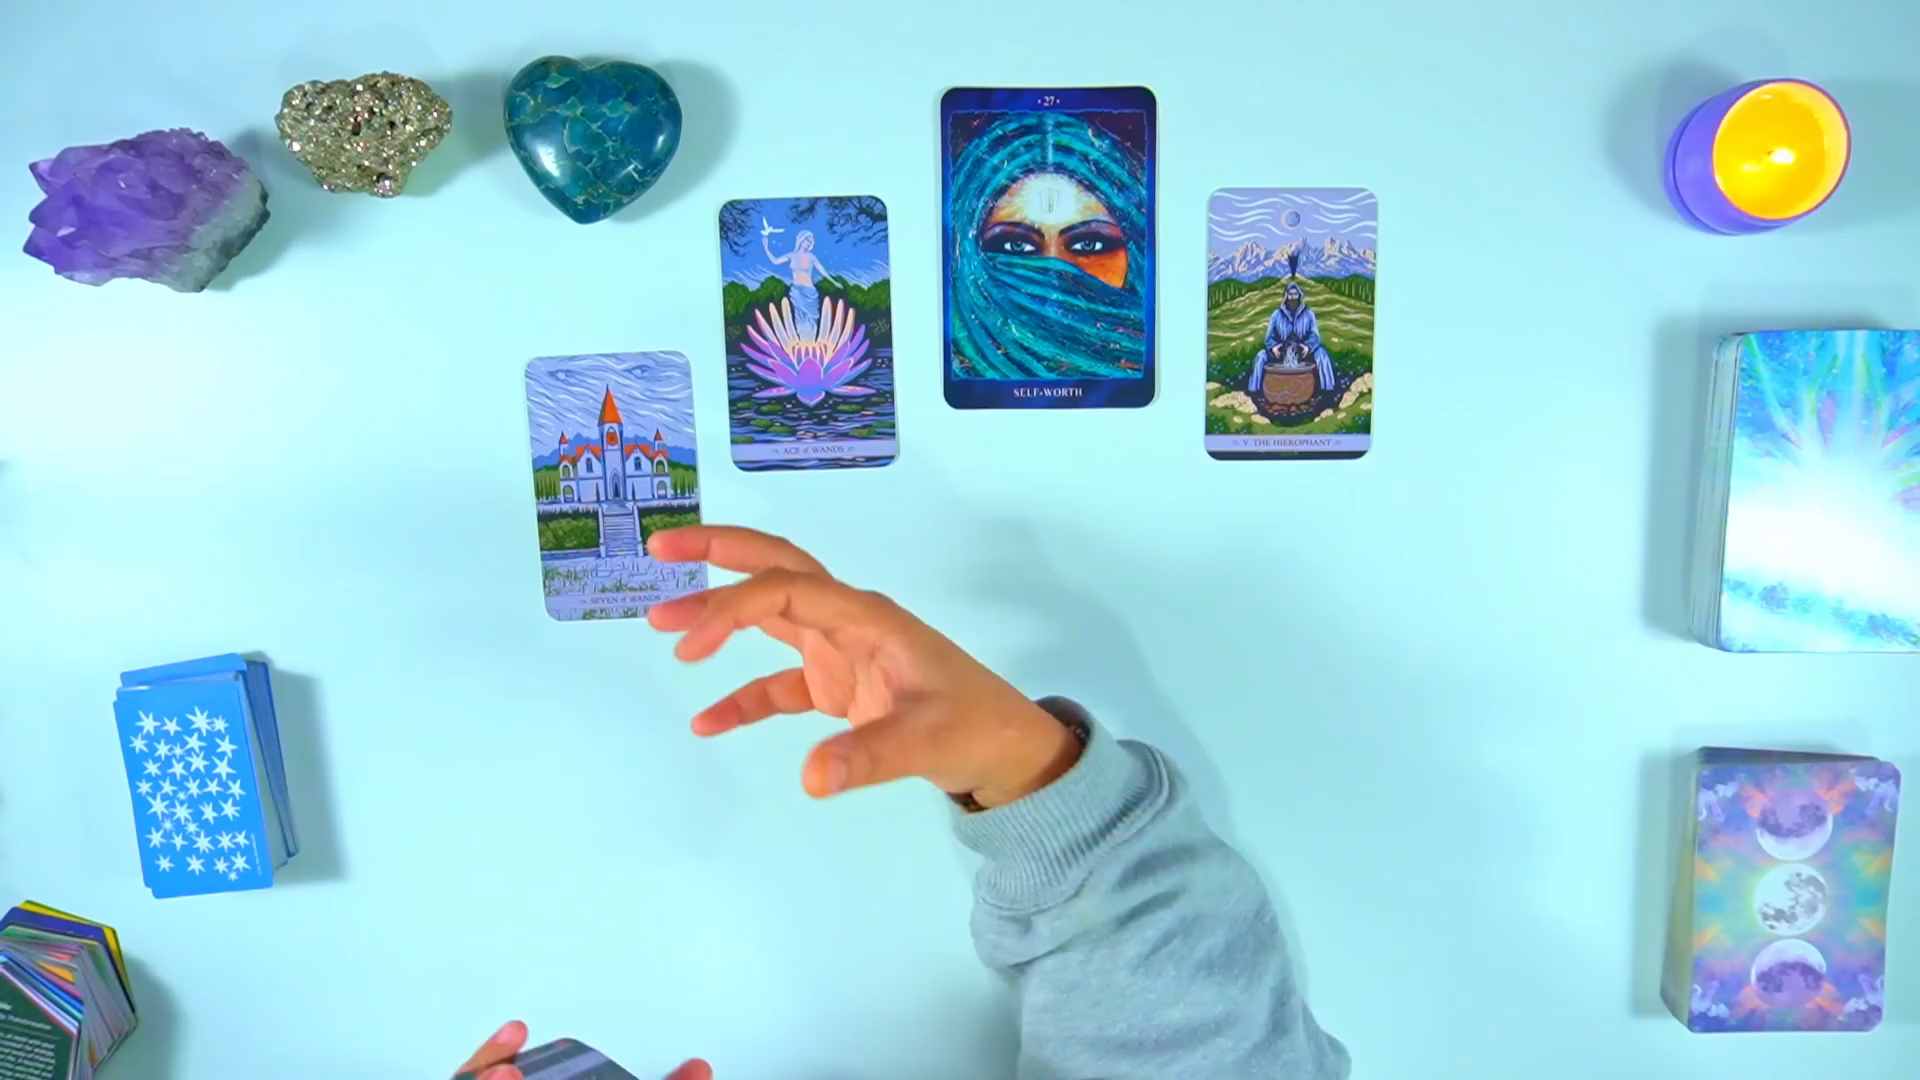 • 27 •
SELF-WORTH
ACE of WANDS
V THE HIEROPHANT
SEVEN of WANDS